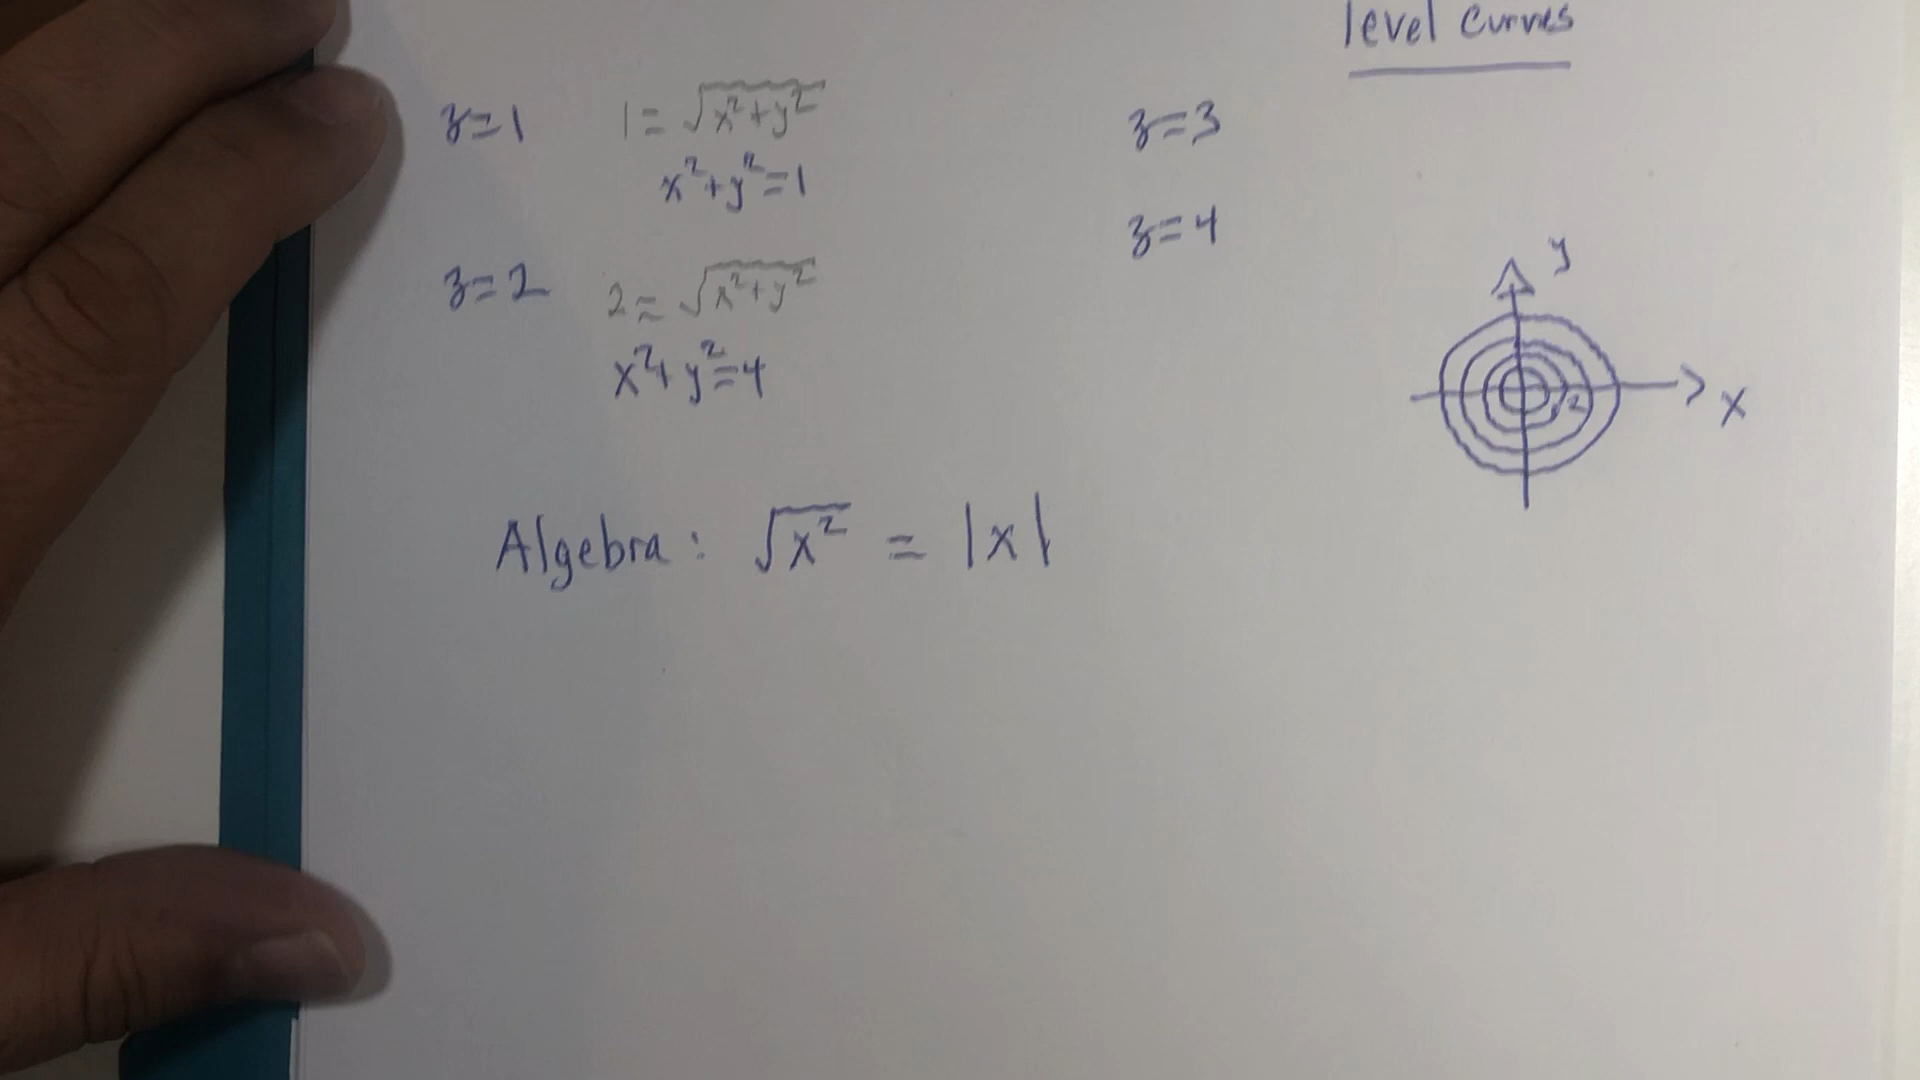 level curves
z=1 1=√x²+y²
x²+y²=1
z=2 2=√x²+y²
x²+y²=4
z=3
z=4
y
2
x
Algebra: √x² = |x|